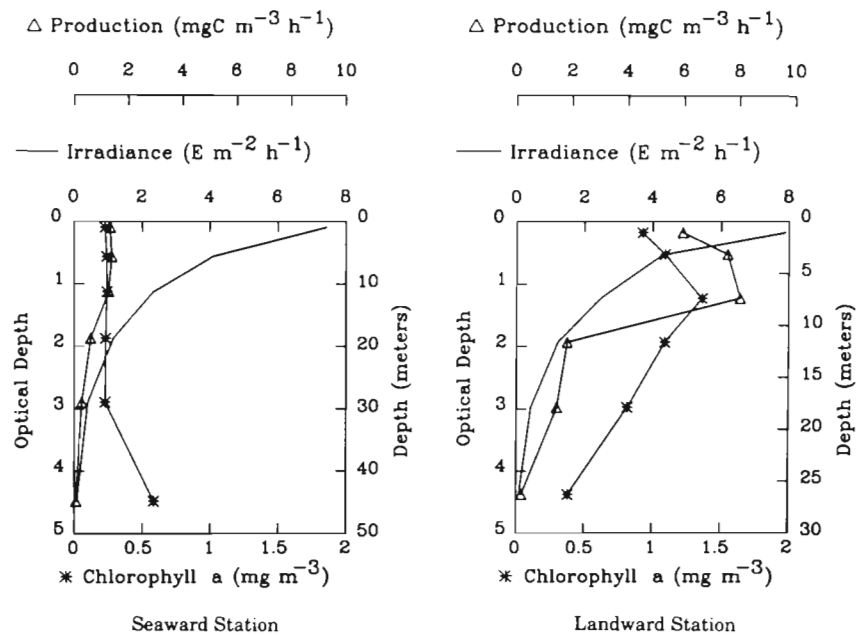 △ Production (mgC m⁻³ h⁻¹)
0 2 4 6 8 10
— Irradiance (E m⁻² h⁻¹)
0 2 4 6 8
0
1
2
3
4
5
Optical Depth
0
10
20
30
40
50
Depth (meters)
0 0.5 1 1.5 2
✳ Chlorophyll a (mg m⁻³)
Seaward Station
△ Production (mgC m⁻³ h⁻¹)
0 2 4 6 8 10
— Irradiance (E m⁻² h⁻¹)
0 2 4 6 8
0
1
2
3
4
5
Optical Depth
0
5
10
15
20
25
30
Depth (meters)
0 0.5 1 1.5 2
✳ Chlorophyll a (mg m⁻³)
Landward Station